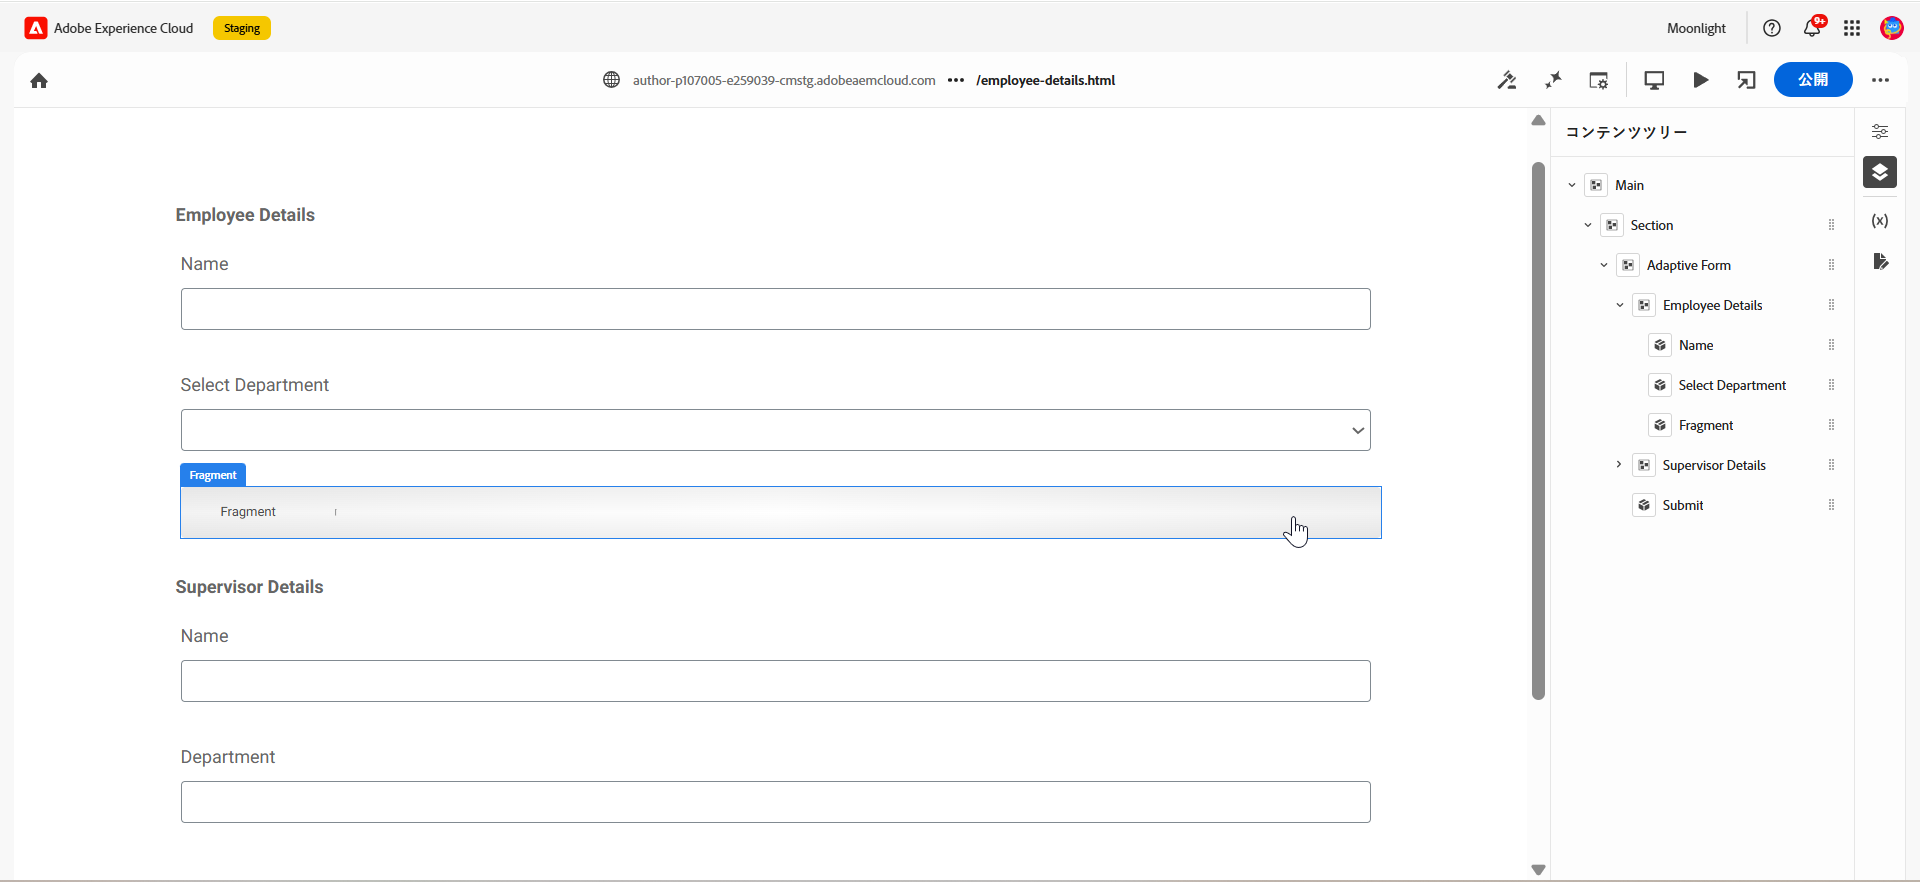 Adobe Experience Cloud
Staging
Moonlight
9+
author-p107005-e259039-cmstg.adobeaemcloud.com ••• /employee-details.html
公開
Employee Details
Name
Select Department
Fragment
Fragment
Supervisor Details
Name
Department
コンテンツツリー
Main
Section
Adaptive Form
Employee Details
Name
Select Department
Fragment
Supervisor Details
Submit
(x)